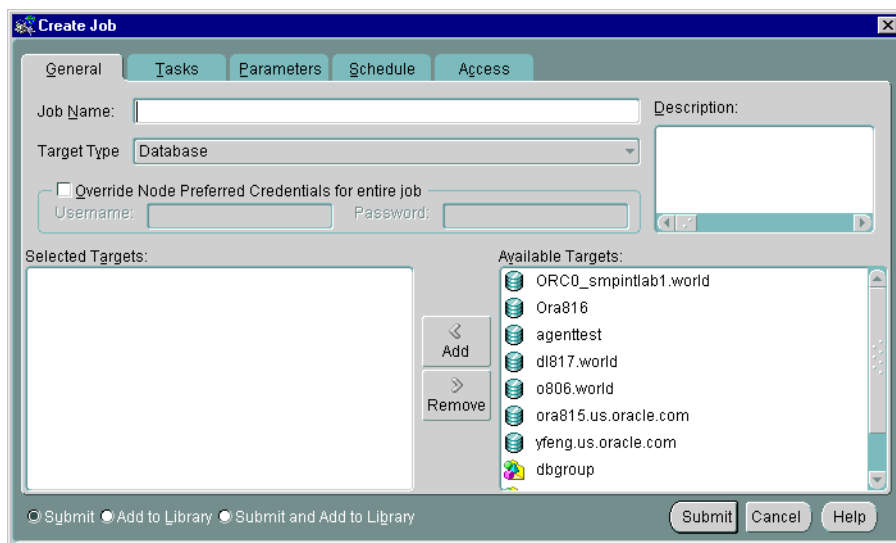 Create Job
General Tasks Parameters Schedule Access
Job Name:
Description:
Target Type Database
Override Node Preferred Credentials for entire job
Username: Password:
Selected Targets:
Available Targets:
ORC0_smpintlab1.world
Ora816
agenttest
dl817.world
o806.world
ora815.us.oracle.com
yfeng.us.oracle.com
dbgroup
Add
Remove
Submit Add to Library Submit and Add to Library
Submit Cancel Help